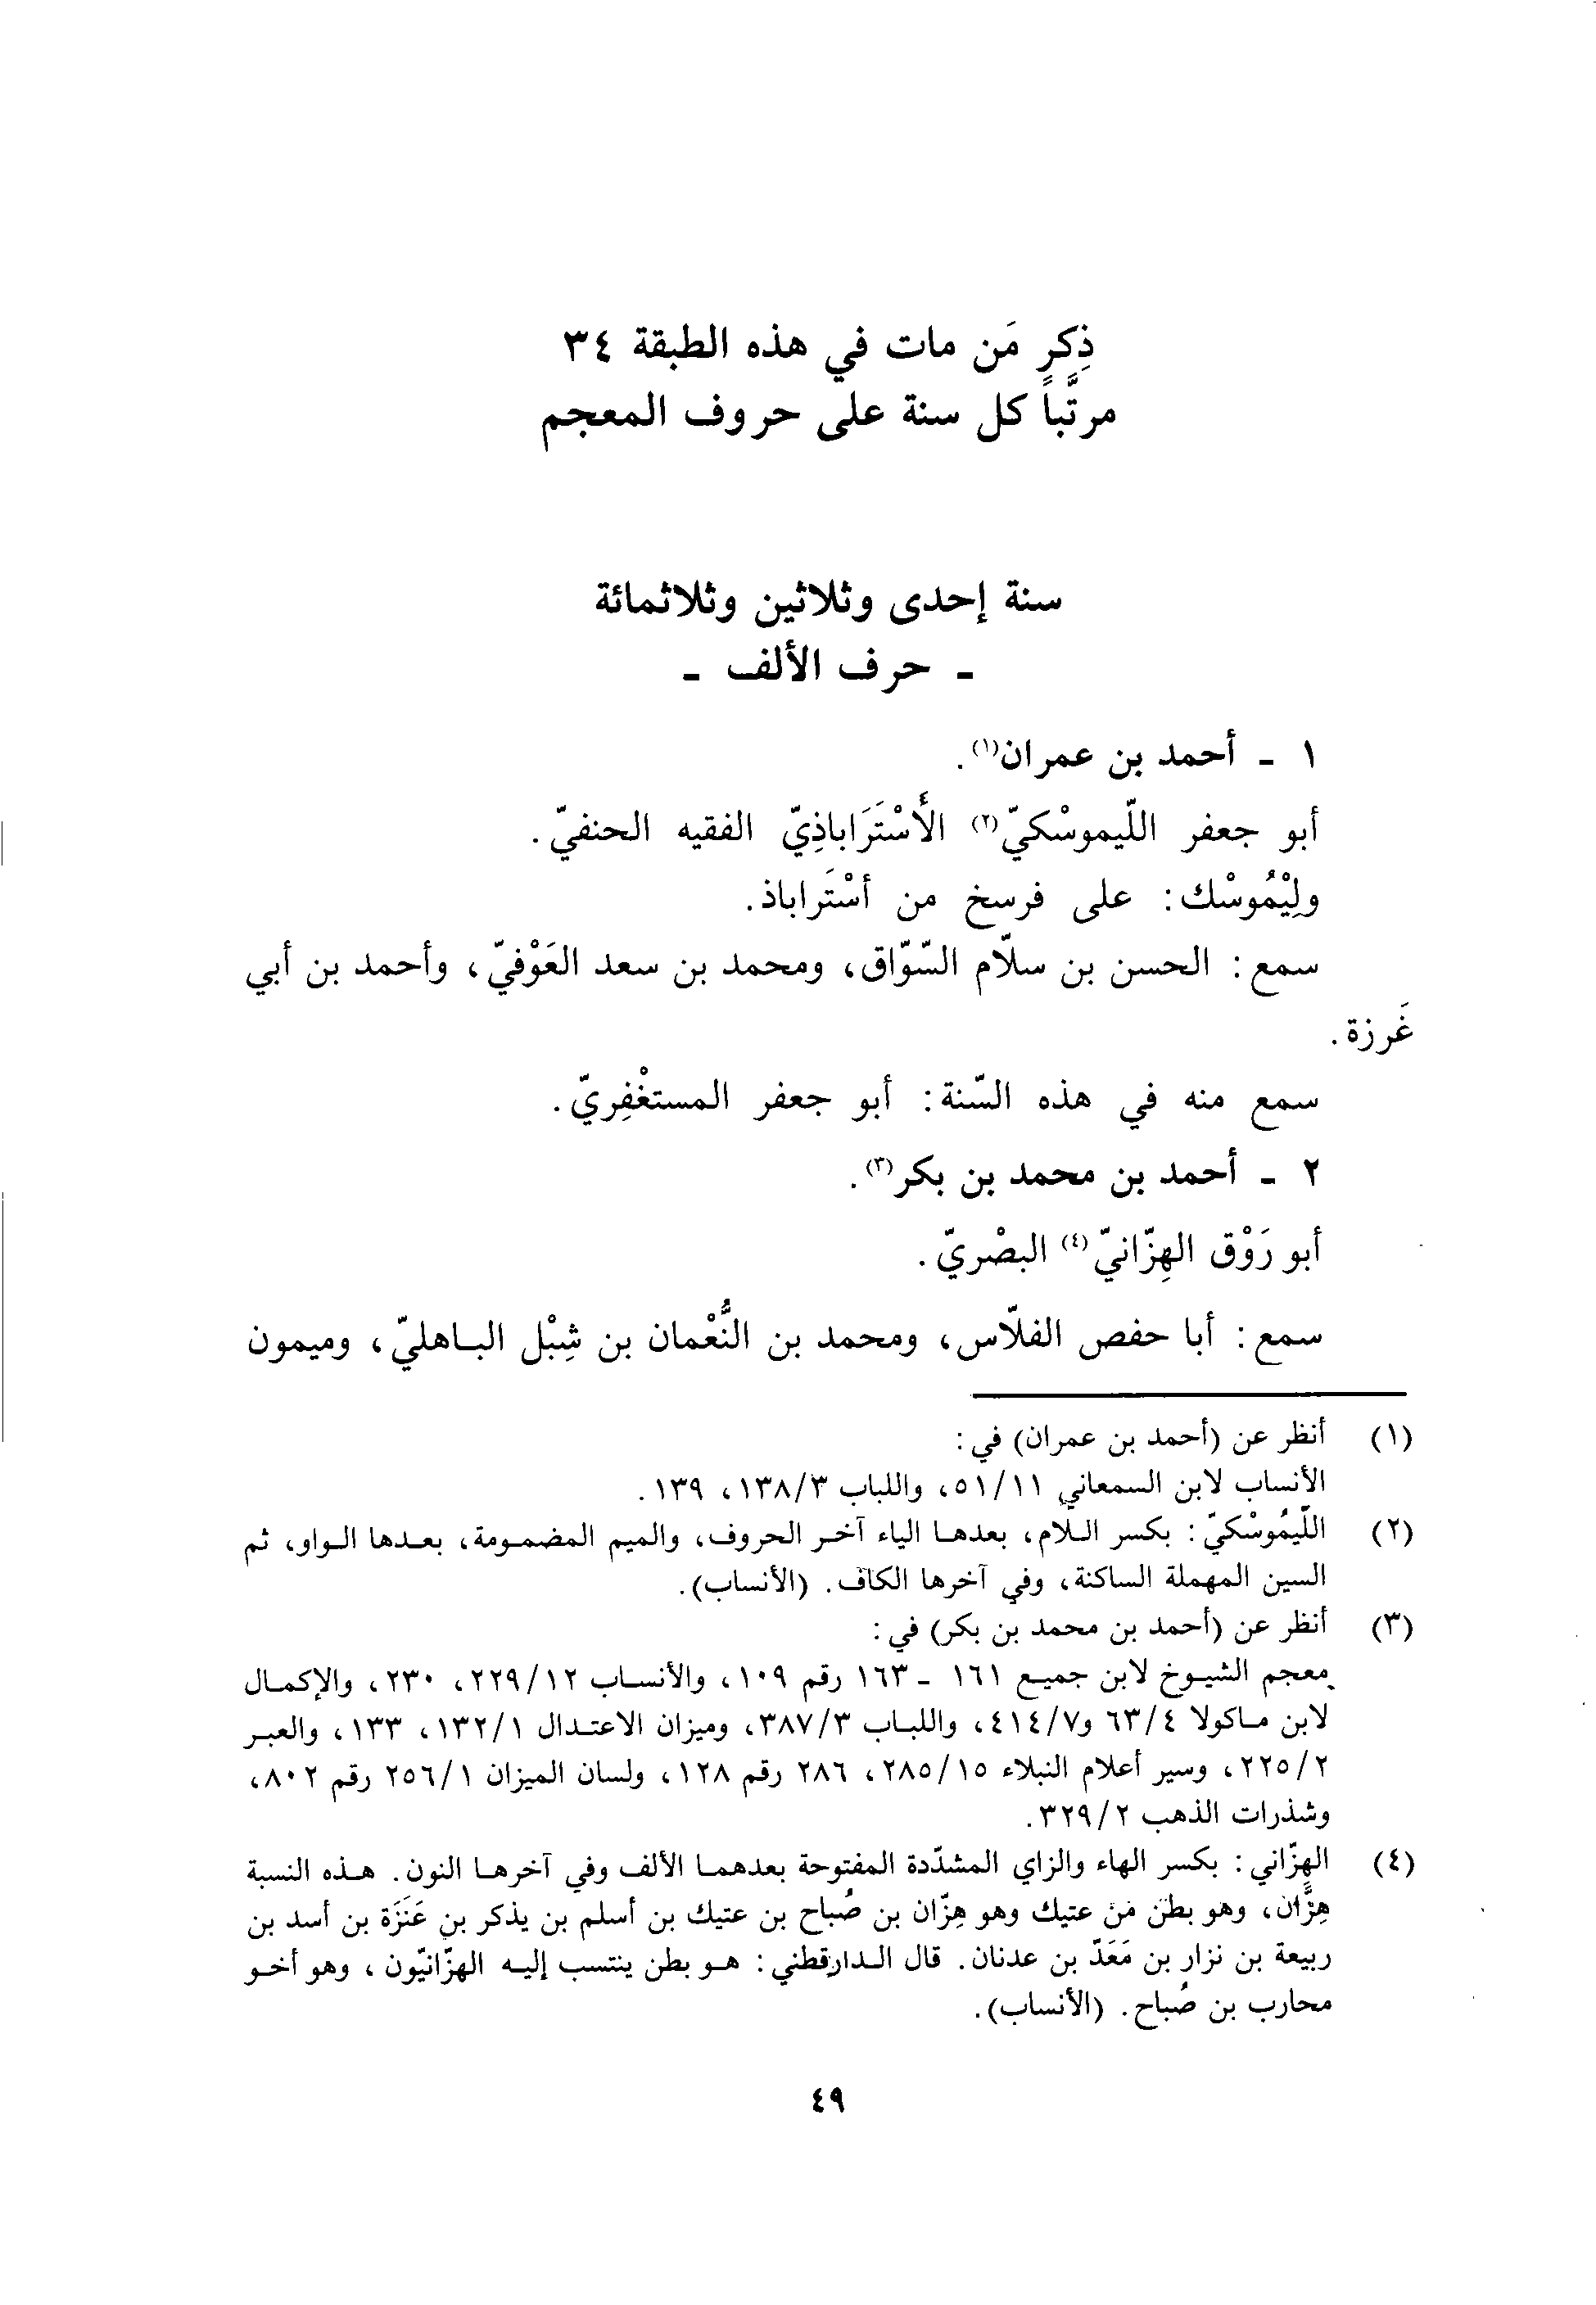 ذِكر مَن مات في هذه الطبقة ٣٤
مرتَّباً كل سنة على حروف المعجم
سنة إحدى وثلاثين وثلاثمائة
ـ حرف الألف ـ
١ ـ أحمد بن عمران(١).
أبو جعفر اللّيموسْكيّ(٢) الأَسْتَرَاباذِيّ الفقيه الحنفيّ.
ولِيْمُوسْك: على فرسخ من أسْتَراباذ.
سمع: الحسن بن سلّام السّوّاق، ومحمد بن سعد العَوْفيّ، وأحمد بن أبي
غَرزة.
سمع منه في هذه السّنة: أبو جعفر المستغْفِريّ.
٢ ـ أحمد بن محمد بن بكر(٣).
أبو رَوْق الهِزّانيّ(٤) البصْريّ.
سمع: أبا حفص الفلّاس، ومحمد بن النُّعْمان بن شِبْل الباهليّ، وميمون
(١) أنظر عن (أحمد بن عمران) في:
الأنساب لابن السمعاني ٥١/١١، واللباب ١٣٨/٣، ١٣٩.
(٢) اللّيمُوسْكيّ: بكسر اللام، بعدها الياء آخر الحروف، والميم المضمومة، بعدها الواو، ثم
السين المهملة الساكنة، وفي آخرها الكاف. (الأنساب).
(٣) أنظر عن (أحمد بن محمد بن بكر) في:
معجم الشيوخ لابن جميع ١٦١ ـ ١٦٣ رقم ١٠٩، والأنساب ٢٢٩/١٢، ٢٣٠، والإكمال
لابن ماكولا ٦٣/٤ و٤١٤/٧، واللباب ٣٨٧/٣، وميزان الاعتدال ١٣٢/١، ١٣٣، والعبر
٢٢٥/٢، وسير أعلام النبلاء ٢٨٥/١٥، ٢٨٦ رقم ١٢٨، ولسان الميزان ٢٥٦/١ رقم ٨٠٢،
وشذرات الذهب ٣٢٩/٢.
(٤) الهِزّاني: بكسر الهاء والزاي المشدّدة المفتوحة بعدهما الألف وفي آخرها النون. هذه النسبة
هِزَّان، وهو بطن من عتيك وهو هِزّان بن صُباح بن عتيك بن أسلم بن يذكر بن عَنَزَة بن أسد بن
ربيعة بن نزار بن مَعَدّ بن عدنان. قال الدارقطني: هو بطن ينتسب إليه الهزّانيّون، وهو أخو
محارب بن صُباح. (الأنساب).
٤٩